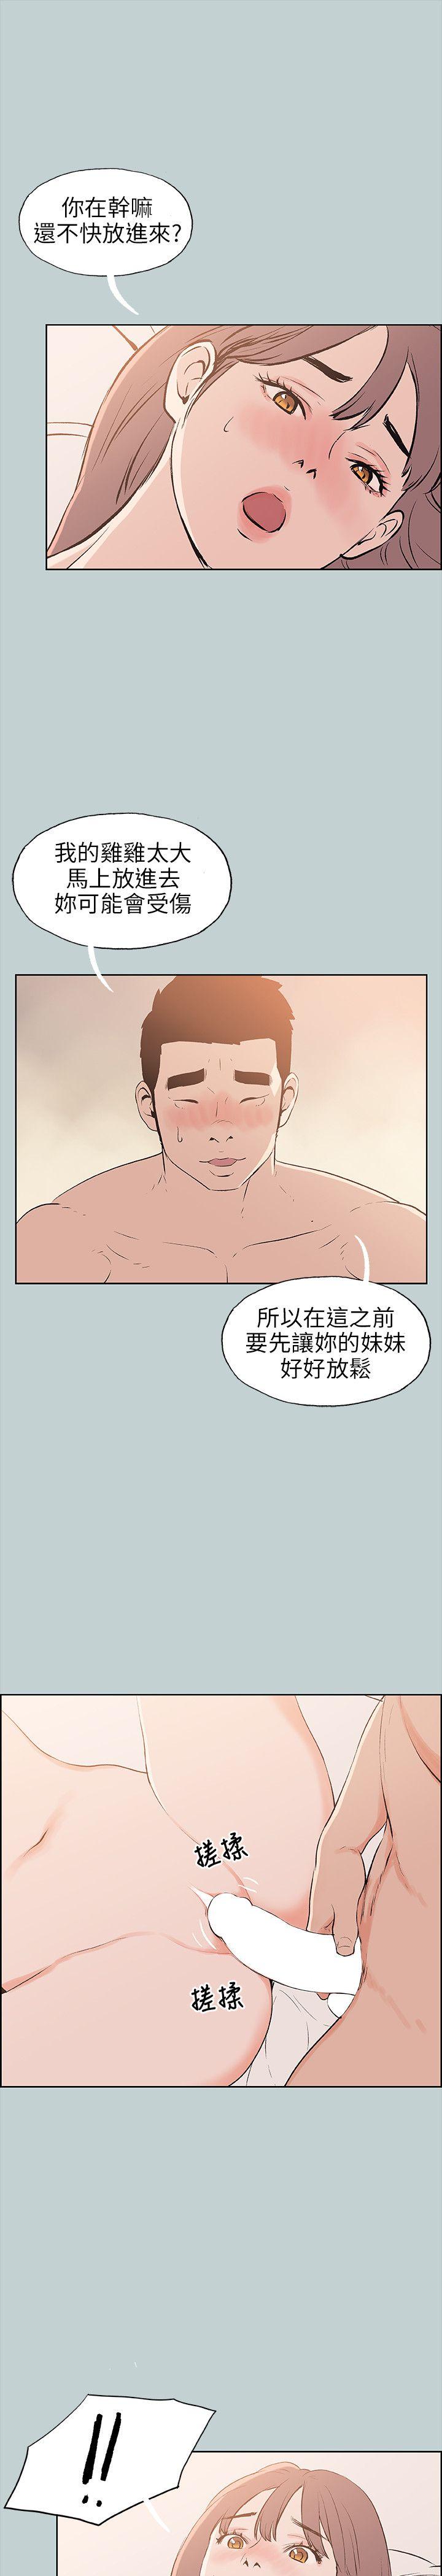 你在幹嘛
還不快放進來?
我的雞雞太大
馬上放進去
妳可能會受傷
所以在這之前
要先讓妳的妹妹
好好放鬆
搓揉
搓揉
!!